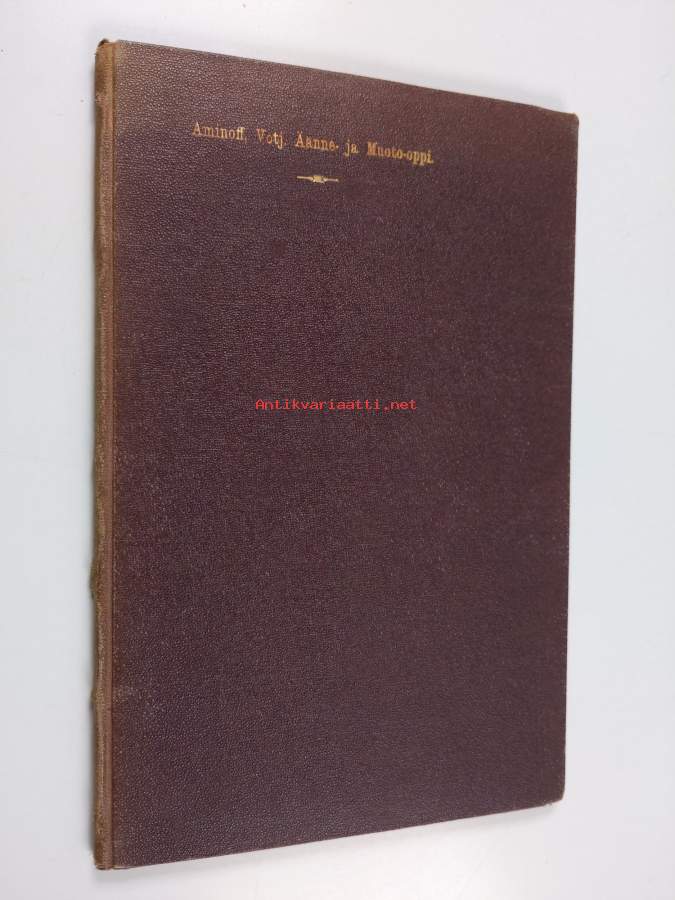 Aminoff, Votj. Äänne- ja Muoto-oppi.
Antikvariaatti.net